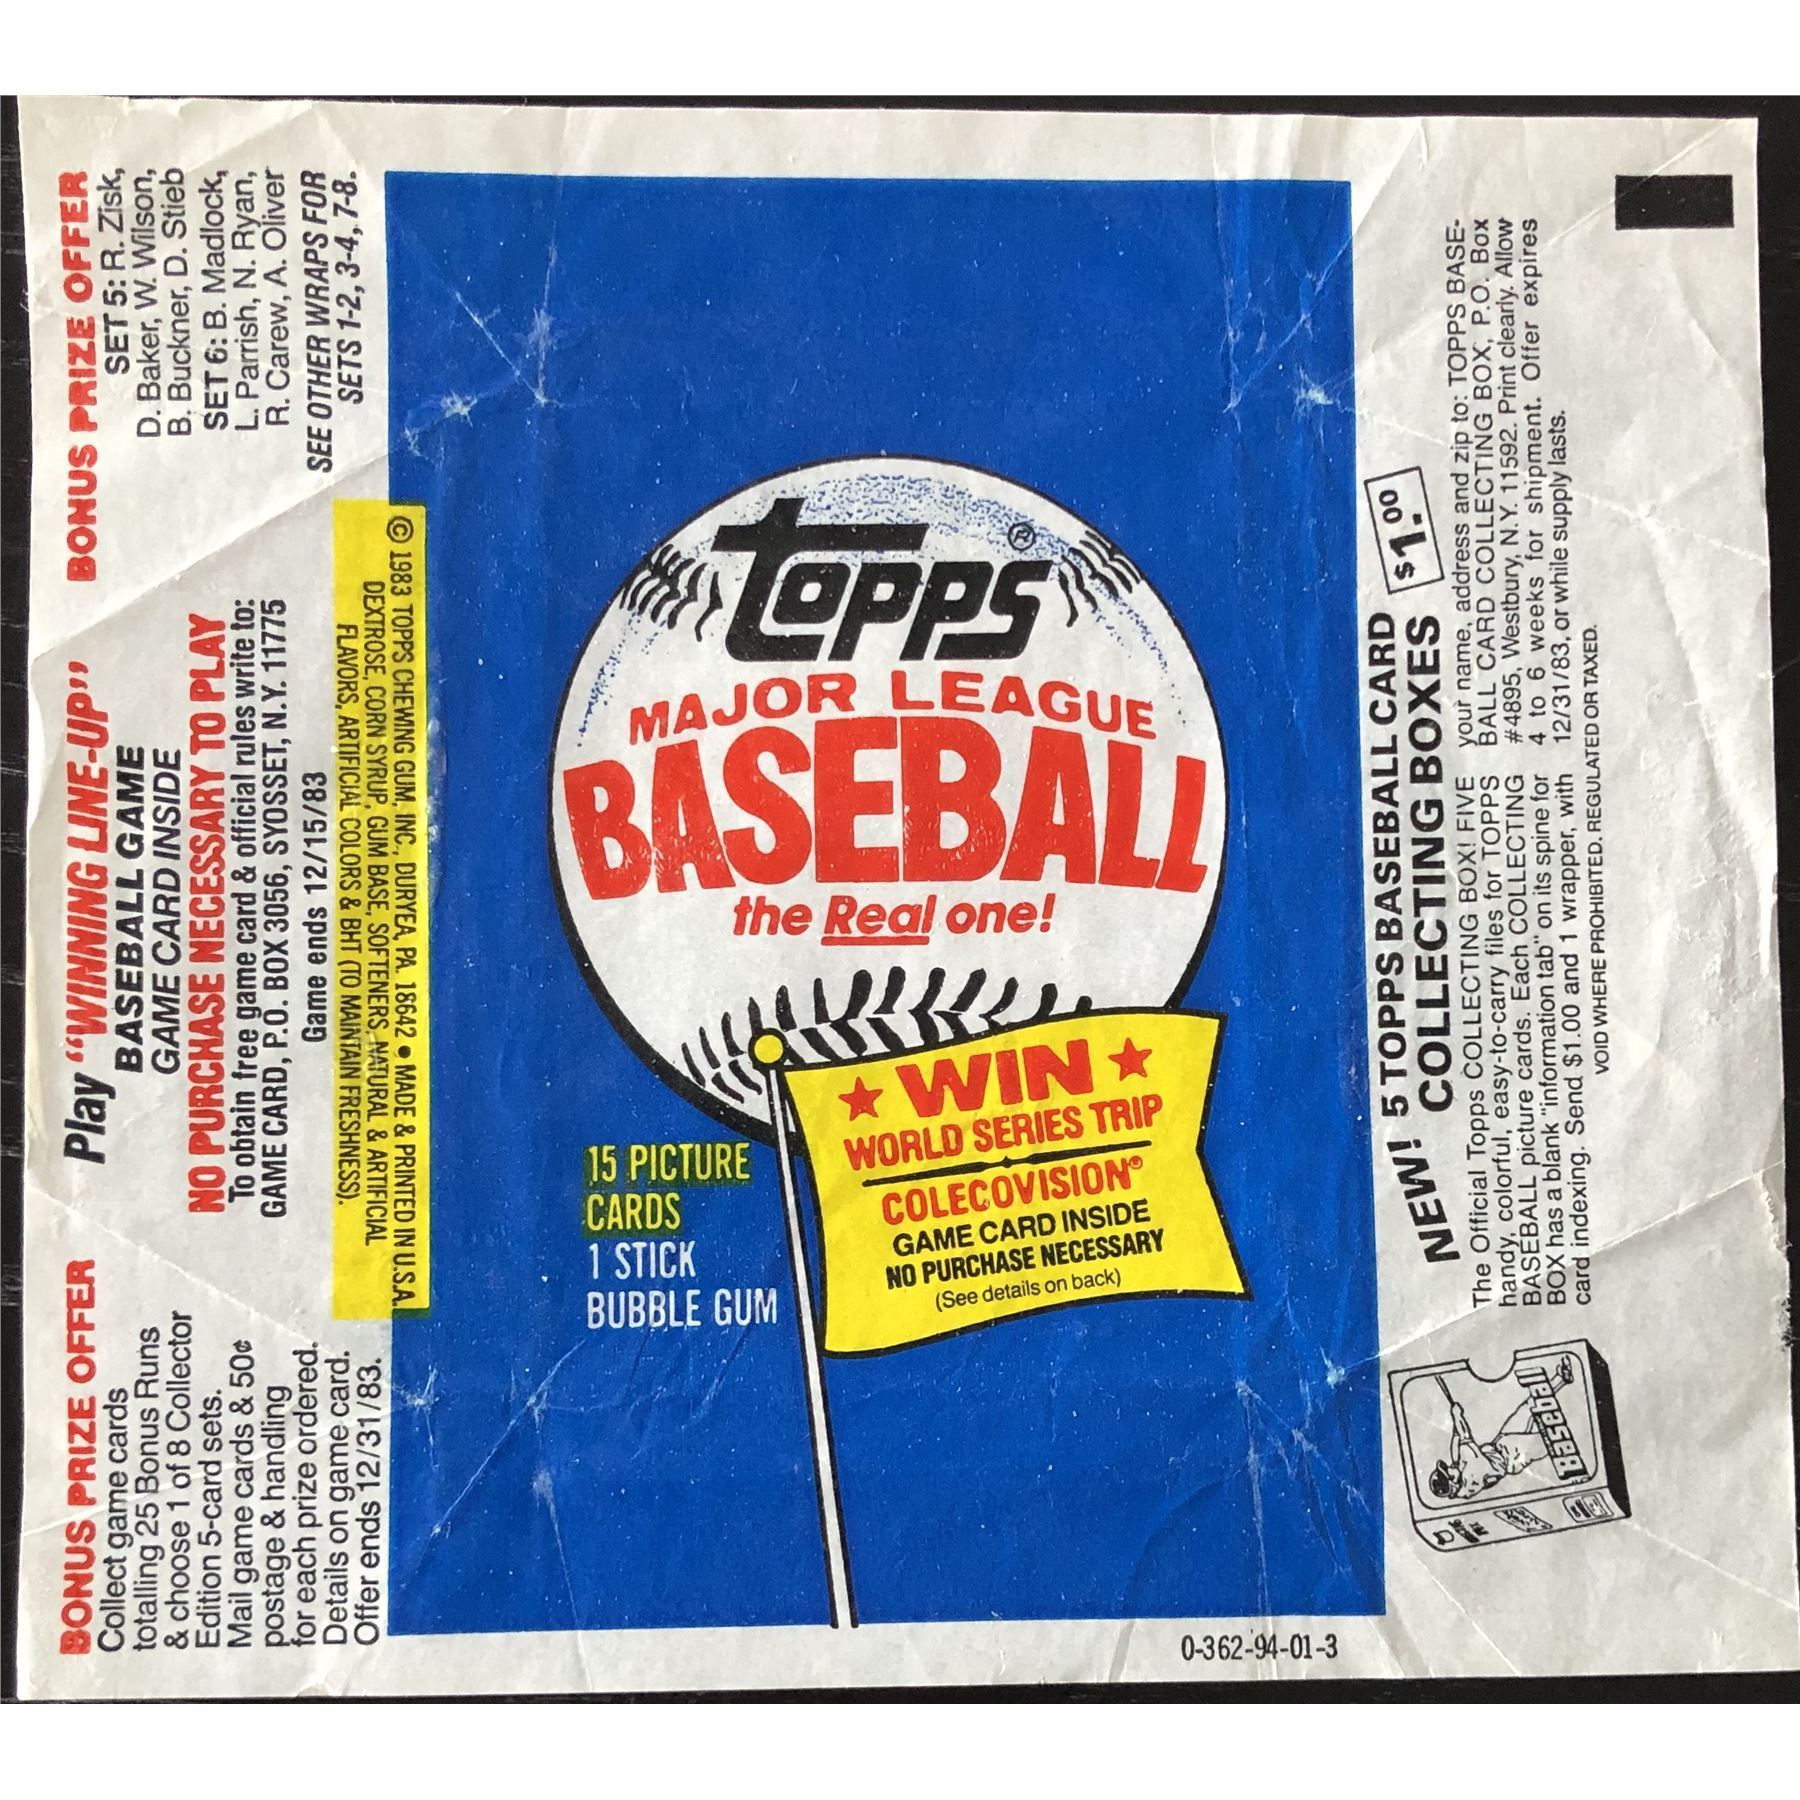 BONUS PRIZE OFFER
Collect game cards
totalling 25 Bonus Runs
& choose 1 of 8 Collector
Edition 5-card sets.
Mail game cards & 50¢
postage & handling
for each prize ordered.
Details on game card.
Offer ends 12/31/83.
Play "WINNING LINE-UP"
BASEBALL GAME
GAME CARD INSIDE
NO PURCHASE NECESSARY TO PLAY
To obtain free game card & official rules write to:
GAME CARD, P.O. BOX 3056, SYOSSET, N.Y. 11775
Game ends 12/15/83
BONUS PRIZE OFFER
SET 5: R. Zisk,
D. Baker, W. Wilson,
B. Buckner, D. Stieb
SET 6: B. Madlock,
L. Parrish, N. Ryan,
R. Carew, A. Oliver
SEE OTHER WRAPS FOR
SETS 1-2, 3-4, 7-8.
© 1983 TOPPS CHEWING GUM, INC., DURYEA, PA. 18642 • MADE & PRINTED IN U.S.A.
DEXTROSE, CORN SYRUP, GUM BASE, SOFTENERS, NATURAL & ARTIFICIAL
FLAVORS, ARTIFICIAL COLORS & BHT (TO MAINTAIN FRESHNESS).
topps®
MAJOR LEAGUE
BASEBALL
the Real one!
15 PICTURE
CARDS
1 STICK
BUBBLE GUM
WIN
WORLD SERIES TRIP
COLECOVISION®
GAME CARD INSIDE
NO PURCHASE NECESSARY
(See details on back)
0-362-94-01-3
NEW! 5 TOPPS BASEBALL CARD
COLLECTING BOXES $1.00
The Official Topps COLLECTING BOX! FIVE
handy, colorful, easy-to-carry files for TOPPS
BASEBALL picture cards. Each COLLECTING
BOX has a blank "information tab" on its spine for
card indexing. Send $1.00 and 1 wrapper, with
your name, address and zip to: TOPPS BASE-
BALL CARD COLLECTING BOX, P.O. Box
#4895, Westbury, N.Y. 11592. Print clearly. Allow
4 to 6 weeks for shipment. Offer expires
12/31/83, or while supply lasts.
VOID WHERE PROHIBITED, REGULATED OR TAXED.
Baseball